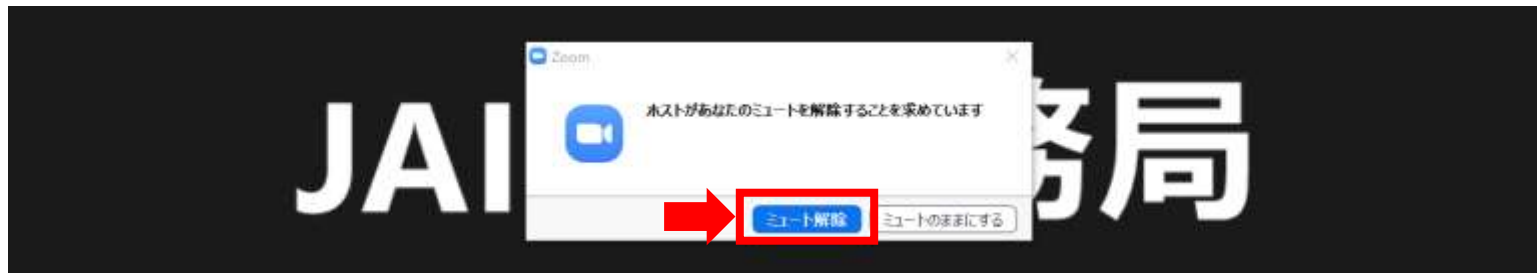 Zoom
ホストがあなたのミュートを解除することを求めています
JAI
務局
ミュート解除
ミュートのままにする